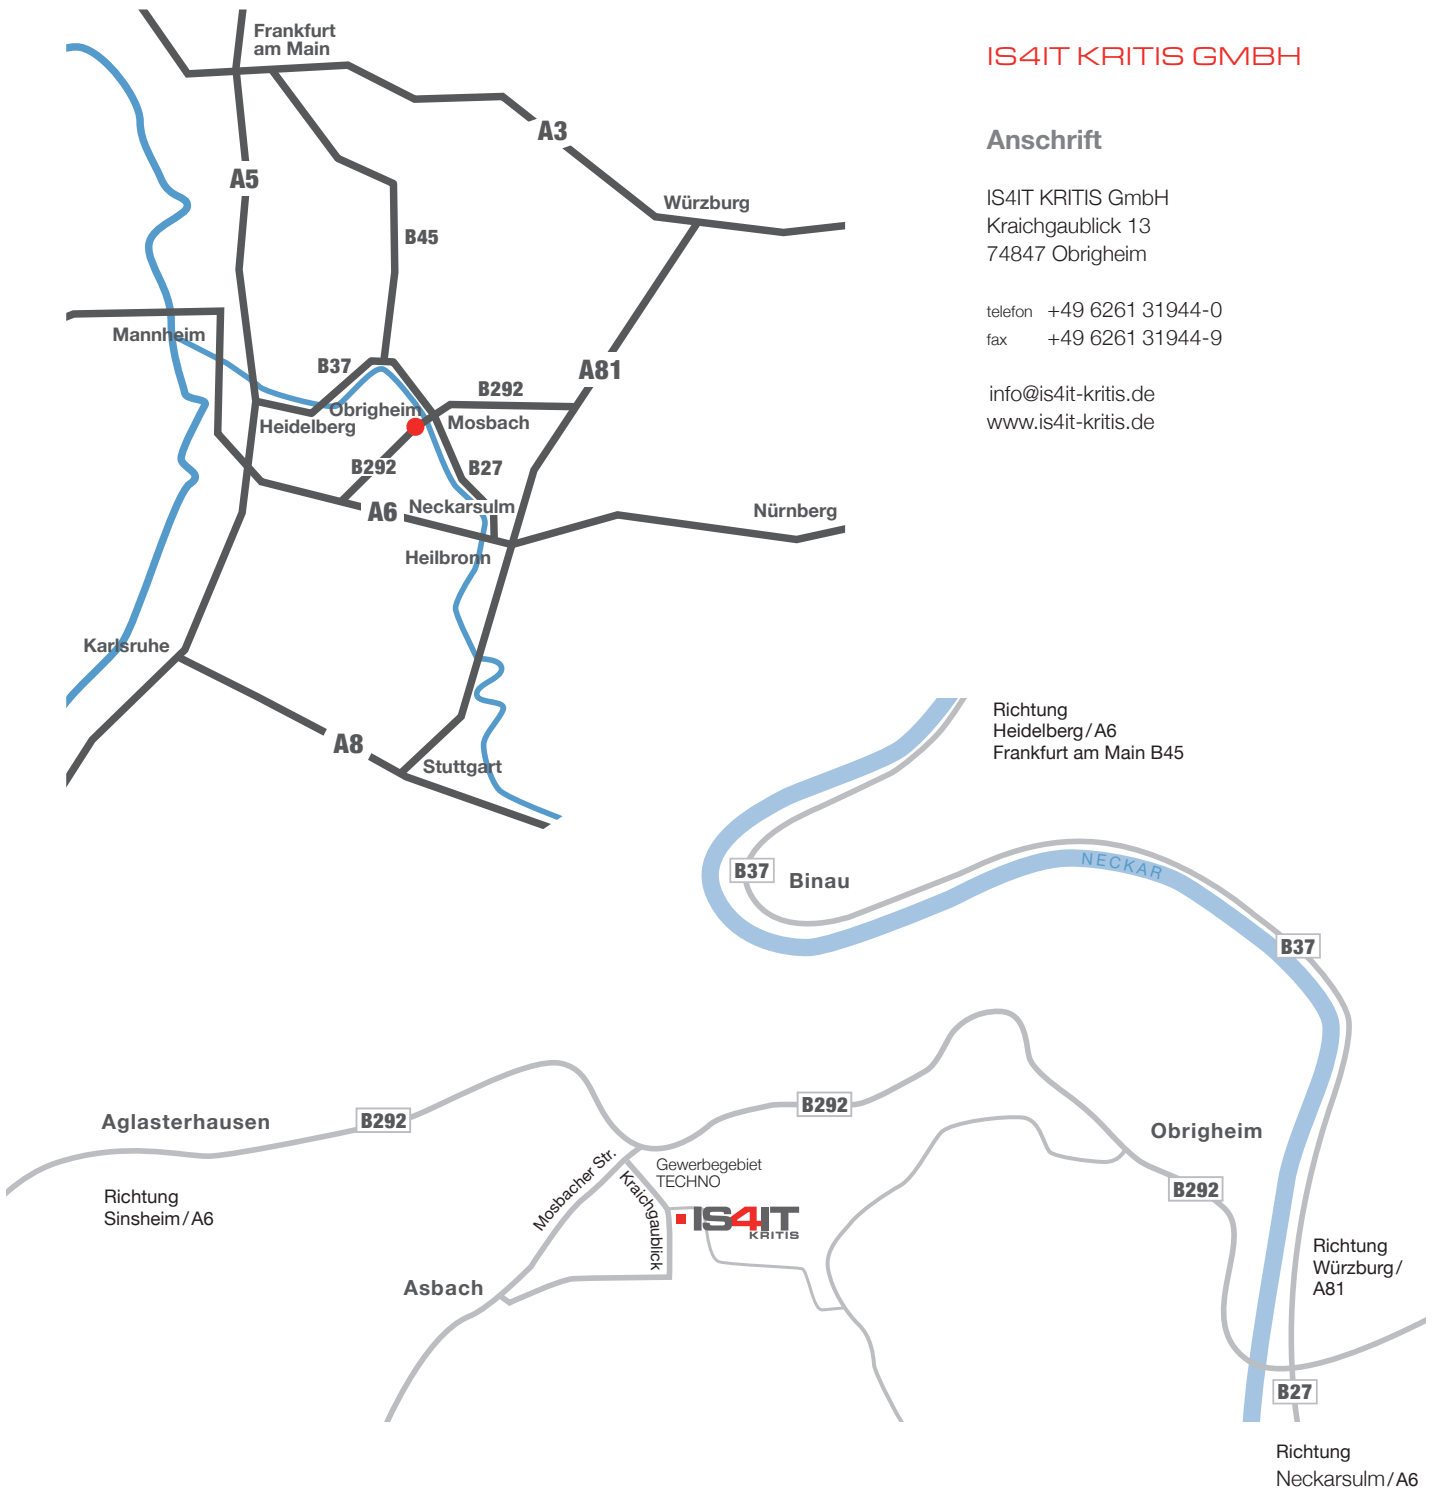 Frankfurt
am Main
A3
A5
Würzburg
B45
Mannheim
B37
A81
B292
Obrigheim
Heidelberg
Mosbach
B292
B27
A6
Neckarsulm
Nürnberg
Heilbronn
Karlsruhe
A8
Stuttgart
IS4IT KRITIS GMBH
Anschrift
IS4IT KRITIS GmbH
Kraichgaublick 13
74847 Obrigheim
telefon +49 6261 31944-0
fax +49 6261 31944-9
info@is4it-kritis.de
www.is4it-kritis.de
Richtung
Heidelberg/A6
Frankfurt am Main B45
B37
Binau
NECKAR
B37
B292
Aglasterhausen
B292
Obrigheim
Richtung
Sinsheim/A6
Mosbacher Str.
Gewerbegebiet
TECHNO
Kraichgaublick
IS4IT
KRITIS
B292
Asbach
Richtung
Würzburg/
A81
B27
Richtung
Neckarsulm/A6